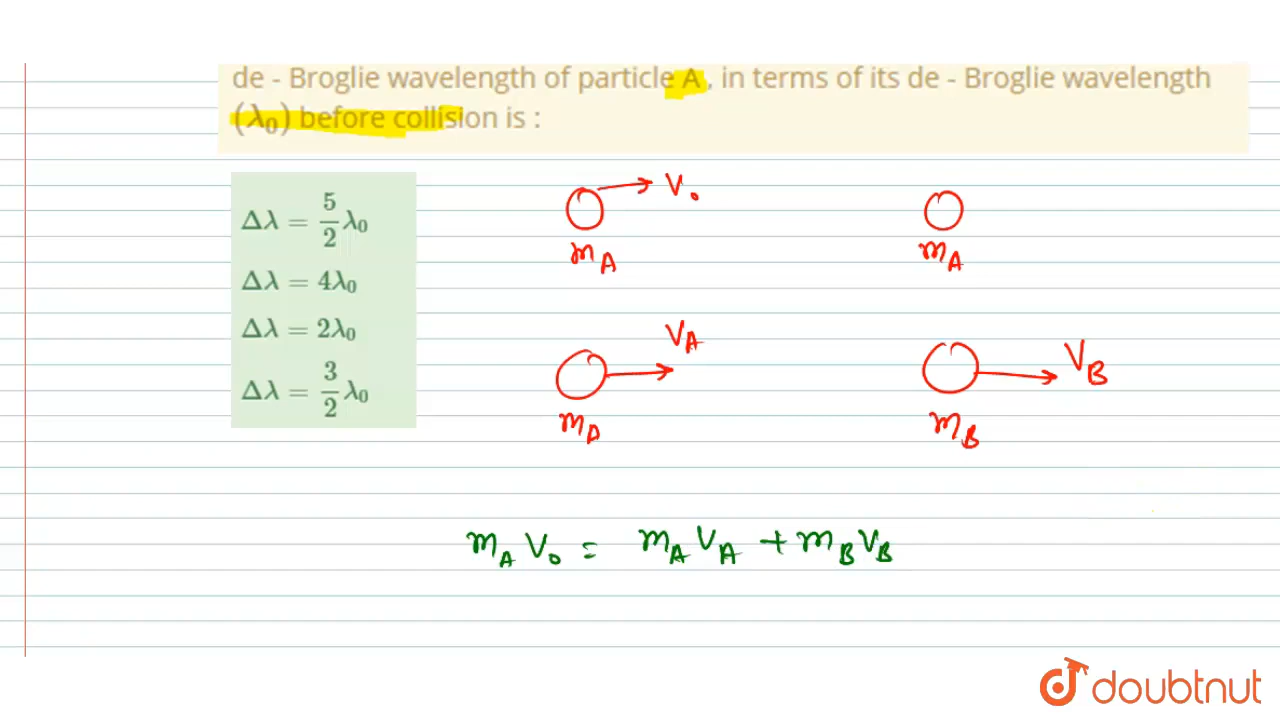 de - Broglie wavelength of particle A , in terms of its de - Broglie wavelength
(λ₀) before collision is :
Δλ = 5/2 λ₀
Δλ = 4λ₀
Δλ = 2λ₀
Δλ = 3/2 λ₀
V₀
m_A m_A
V_A V_B
m_A m_B
m_A V₀ = m_A V_A + m_B V_B
doubtnut